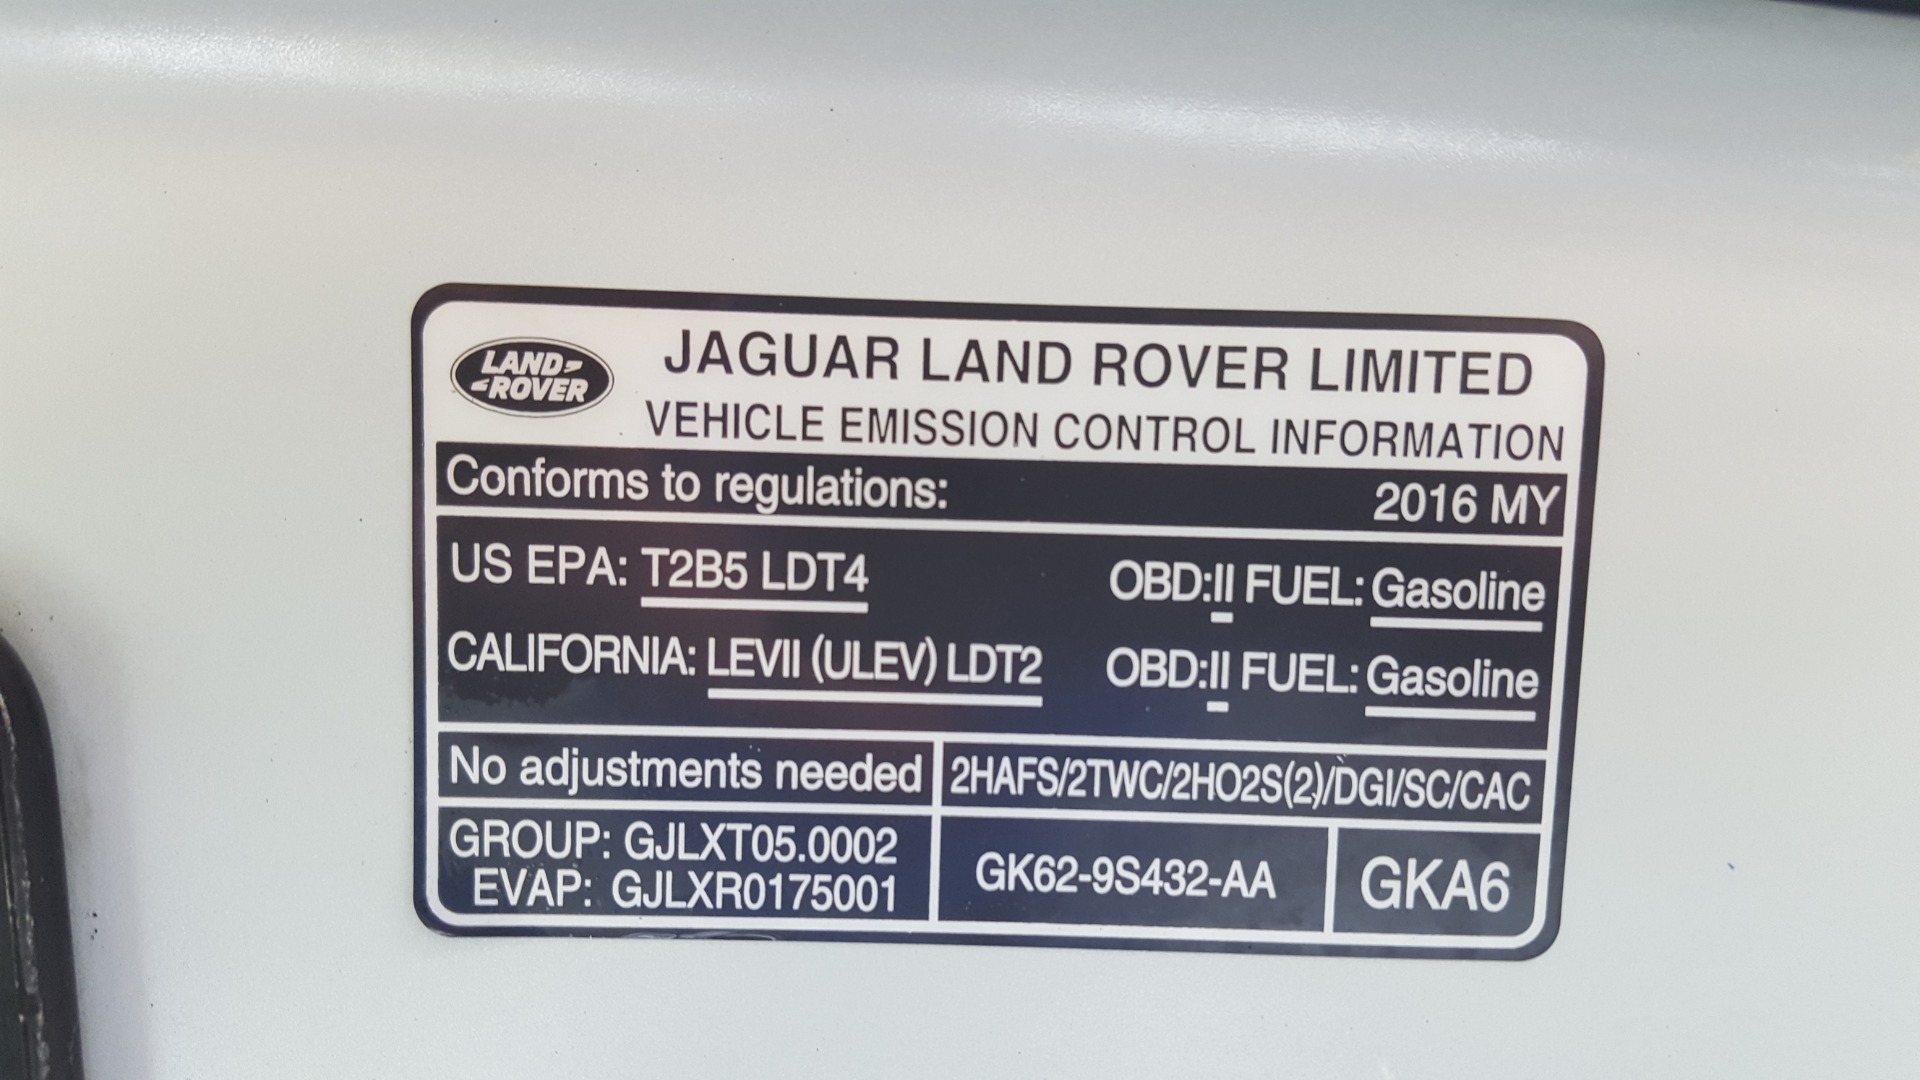 LAND
ROVER
JAGUAR LAND ROVER LIMITED
VEHICLE EMISSION CONTROL INFORMATION
Conforms to regulations: 2016 MY
US EPA: T2B5 LDT4 OBD:II FUEL: Gasoline
CALIFORNIA: LEVII (ULEV) LDT2 OBD:II FUEL: Gasoline
No adjustments needed 2HAFS/2TWC/2HO2S(2)/DGI/SC/CAC
GROUP: GJLXT05.0002
EVAP: GJLXR0175001
GK62-9S432-AA GKA6